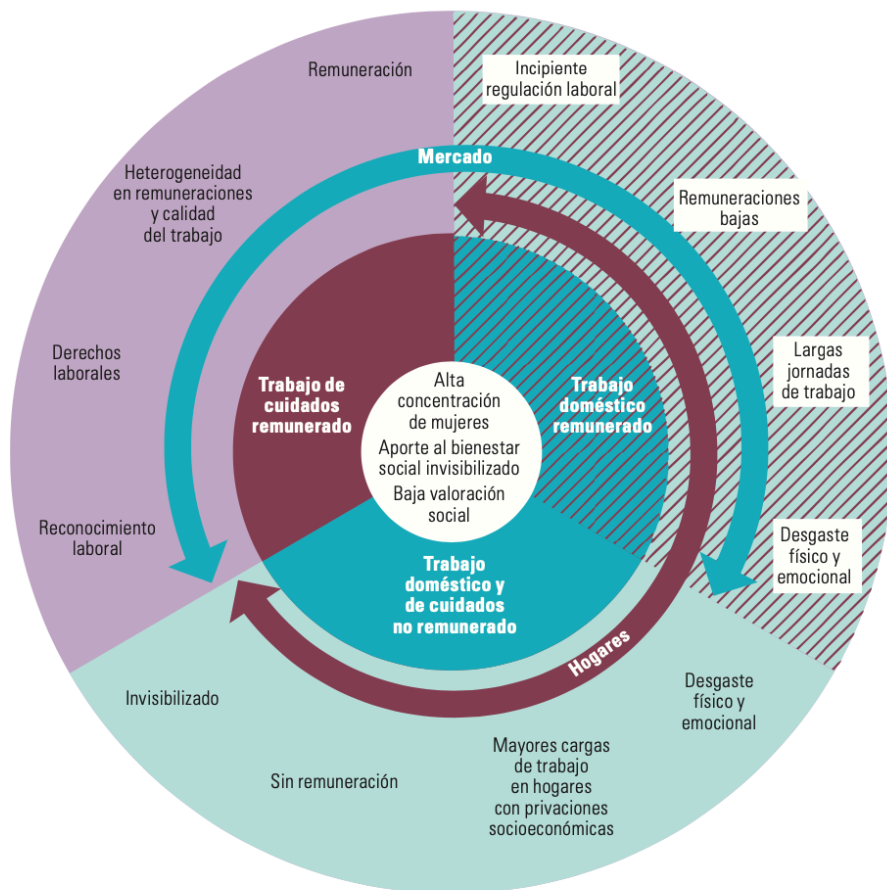 Remuneración
Incipiente
regulación laboral
Mercado
Heterogeneidad
en remuneraciones
y calidad
del trabajo
Remuneraciones
bajas
Derechos
laborales
Largas
jornadas
de trabajo
Trabajo de
cuidados
remunerado
Alta
concentración
de mujeres
Aporte al bienestar
social invisibilizado
Baja valoración
social
Trabajo
doméstico
remunerado
Reconocimiento
laboral
Desgaste
físico y
emocional
Trabajo
doméstico y
de cuidados
no remunerado
Hogares
Invisibilizado
Sin remuneración
Mayores cargas
de trabajo
en hogares
con privaciones
socioeconómicas
Desgaste
físico y
emocional